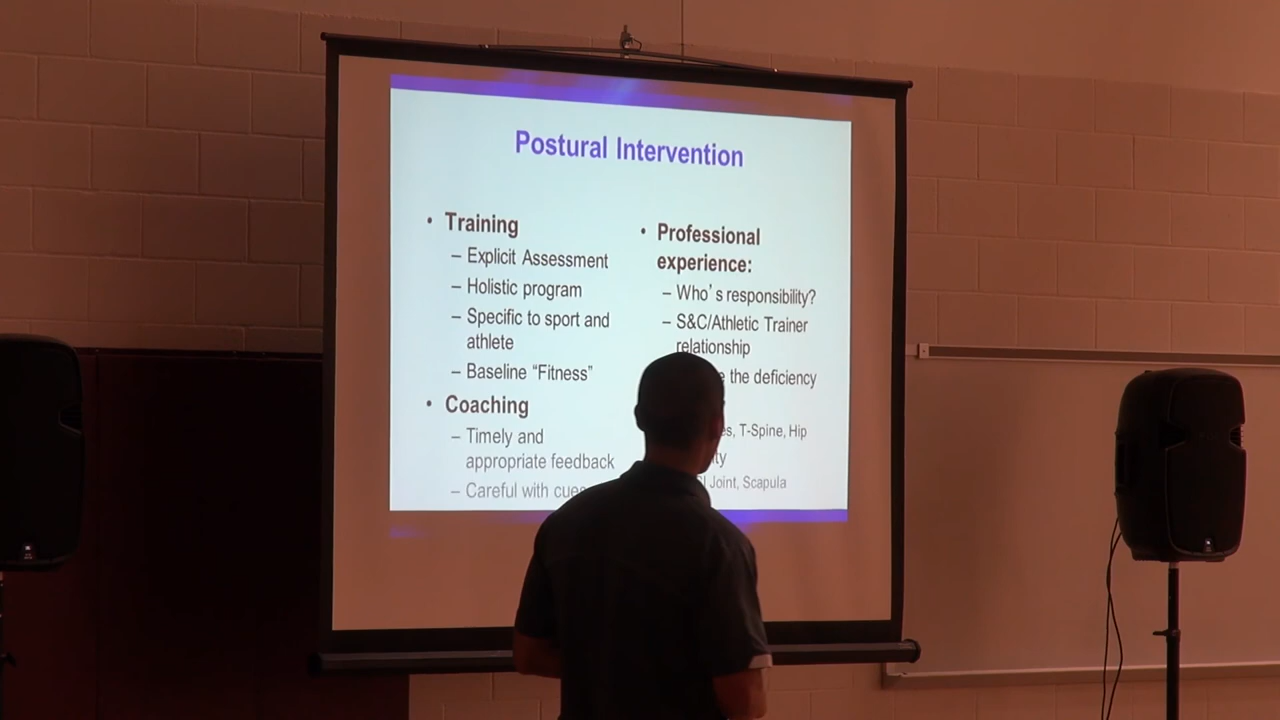 Postural Intervention
• Training
– Explicit Assessment
– Holistic program
– Specific to sport and
athlete
– Baseline “Fitness”
• Coaching
– Timely and
appropriate feedback
– Careful with cues
• Professional
experience:
– Who’s responsibility?
– S&C/Athletic Trainer
relationship
the deficiency
T-Spine, Hip
Joint, Scapula